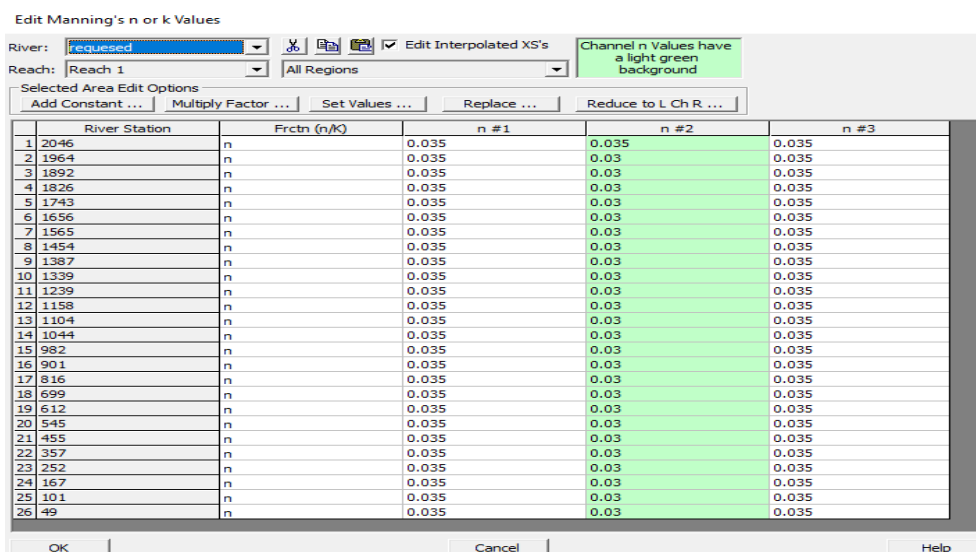 Edit Manning's n or k Values
River: requesed Edit Interpolated XS's Channel n Values have
a light green
background
Reach: Reach 1 All Regions
Selected Area Edit Options
Add Constant ... Multiply Factor ... Set Values ... Replace ... Reduce to L Ch R ...
River Station Frctn (n/K) n #1 n #2 n #3
1 2046 n 0.035 0.035 0.035
2 1964 n 0.035 0.03 0.035
3 1892 n 0.035 0.03 0.035
4 1826 n 0.035 0.03 0.035
5 1743 n 0.035 0.03 0.035
6 1656 n 0.035 0.03 0.035
7 1565 n 0.035 0.03 0.035
8 1454 n 0.035 0.03 0.035
9 1387 n 0.035 0.03 0.035
10 1339 n 0.035 0.03 0.035
11 1239 n 0.035 0.03 0.035
12 1158 n 0.035 0.03 0.035
13 1104 n 0.035 0.03 0.035
14 1044 n 0.035 0.03 0.035
15 982 n 0.035 0.03 0.035
16 901 n 0.035 0.03 0.035
17 816 n 0.035 0.03 0.035
18 699 n 0.035 0.03 0.035
19 612 n 0.035 0.03 0.035
20 545 n 0.035 0.03 0.035
21 455 n 0.035 0.03 0.035
22 357 n 0.035 0.03 0.035
23 252 n 0.035 0.03 0.035
24 167 n 0.035 0.03 0.035
25 101 n 0.035 0.03 0.035
26 49 n 0.035 0.03 0.035
OK Cancel Help